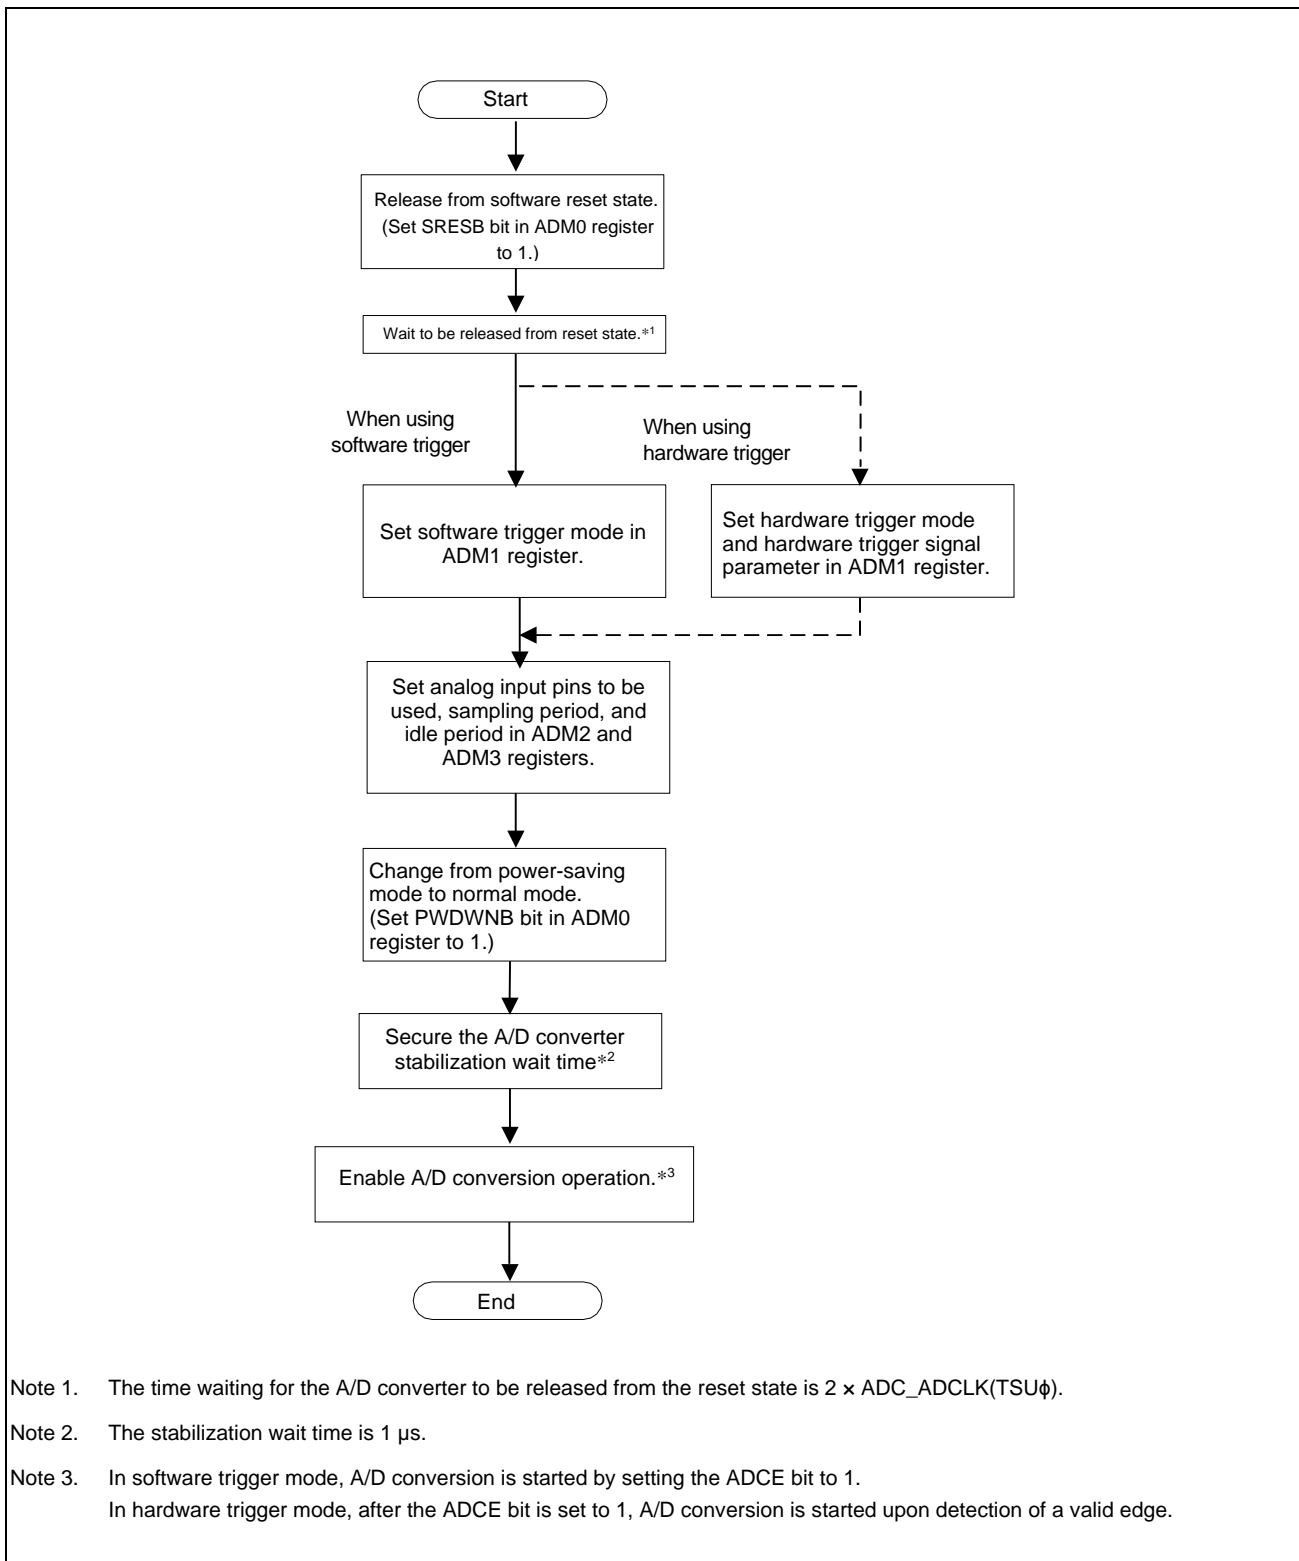 Start
Release from software reset state.
(Set SRESB bit in ADM0 register
to 1.)
Wait to be released from reset state.*1
When using
software trigger
When using
hardware trigger
Set software trigger mode in
ADM1 register.
Set hardware trigger mode
and hardware trigger signal
parameter in ADM1 register.
Set analog input pins to be
used, sampling period, and
idle period in ADM2 and
ADM3 registers.
Change from power-saving
mode to normal mode.
(Set PWDWNB bit in ADM0
register to 1.)
Secure the A/D converter
stabilization wait time*2
Enable A/D conversion operation.*3
End
Note 1. The time waiting for the A/D converter to be released from the reset state is 2 × ADC_ADCLK(TSUϕ).
Note 2. The stabilization wait time is 1 µs.
Note 3. In software trigger mode, A/D conversion is started by setting the ADCE bit to 1.
In hardware trigger mode, after the ADCE bit is set to 1, A/D conversion is started upon detection of a valid edge.